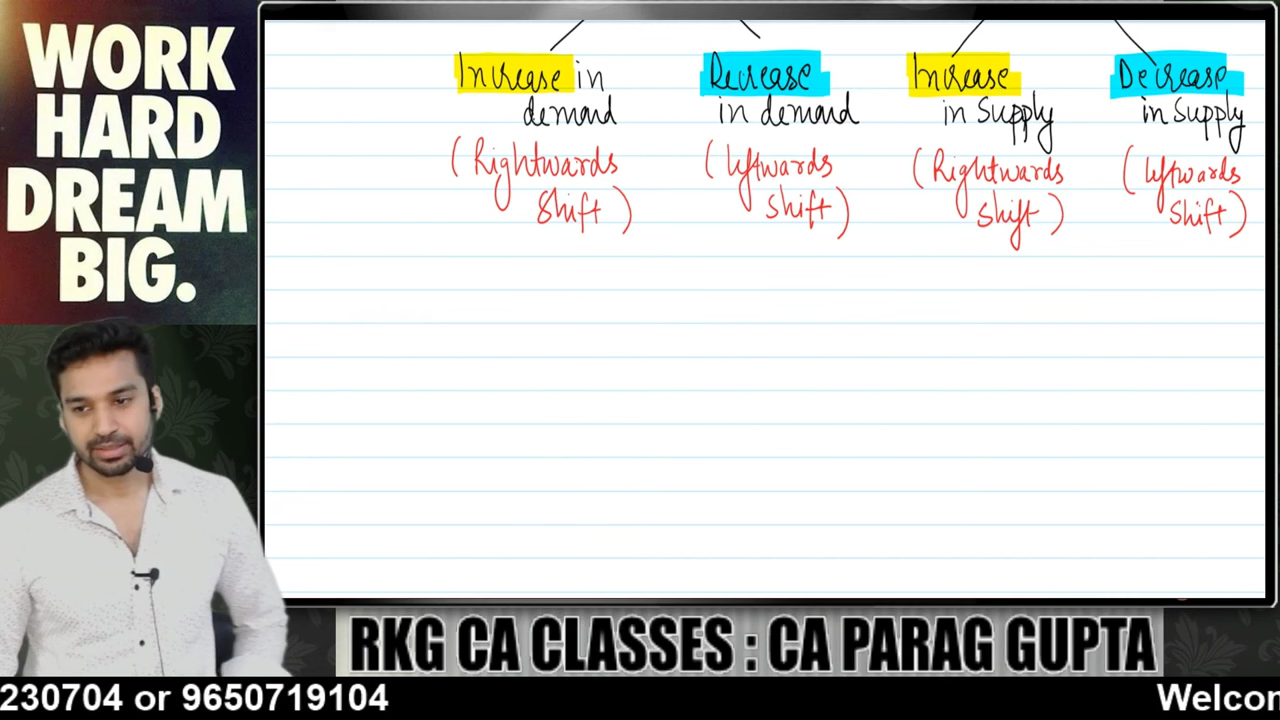 WORK
HARD
DREAM
BIG.
Increase in
demand
(Rightwards
Shift)
Decrease
in demand
(leftwards
Shift)
Increase
in Supply
(Rightwards
Shift)
Decrease
in Supply
(leftwards
Shift)
RKG CA CLASSES : CA PARAG GUPTA
230704 or 9650719104
Welcom